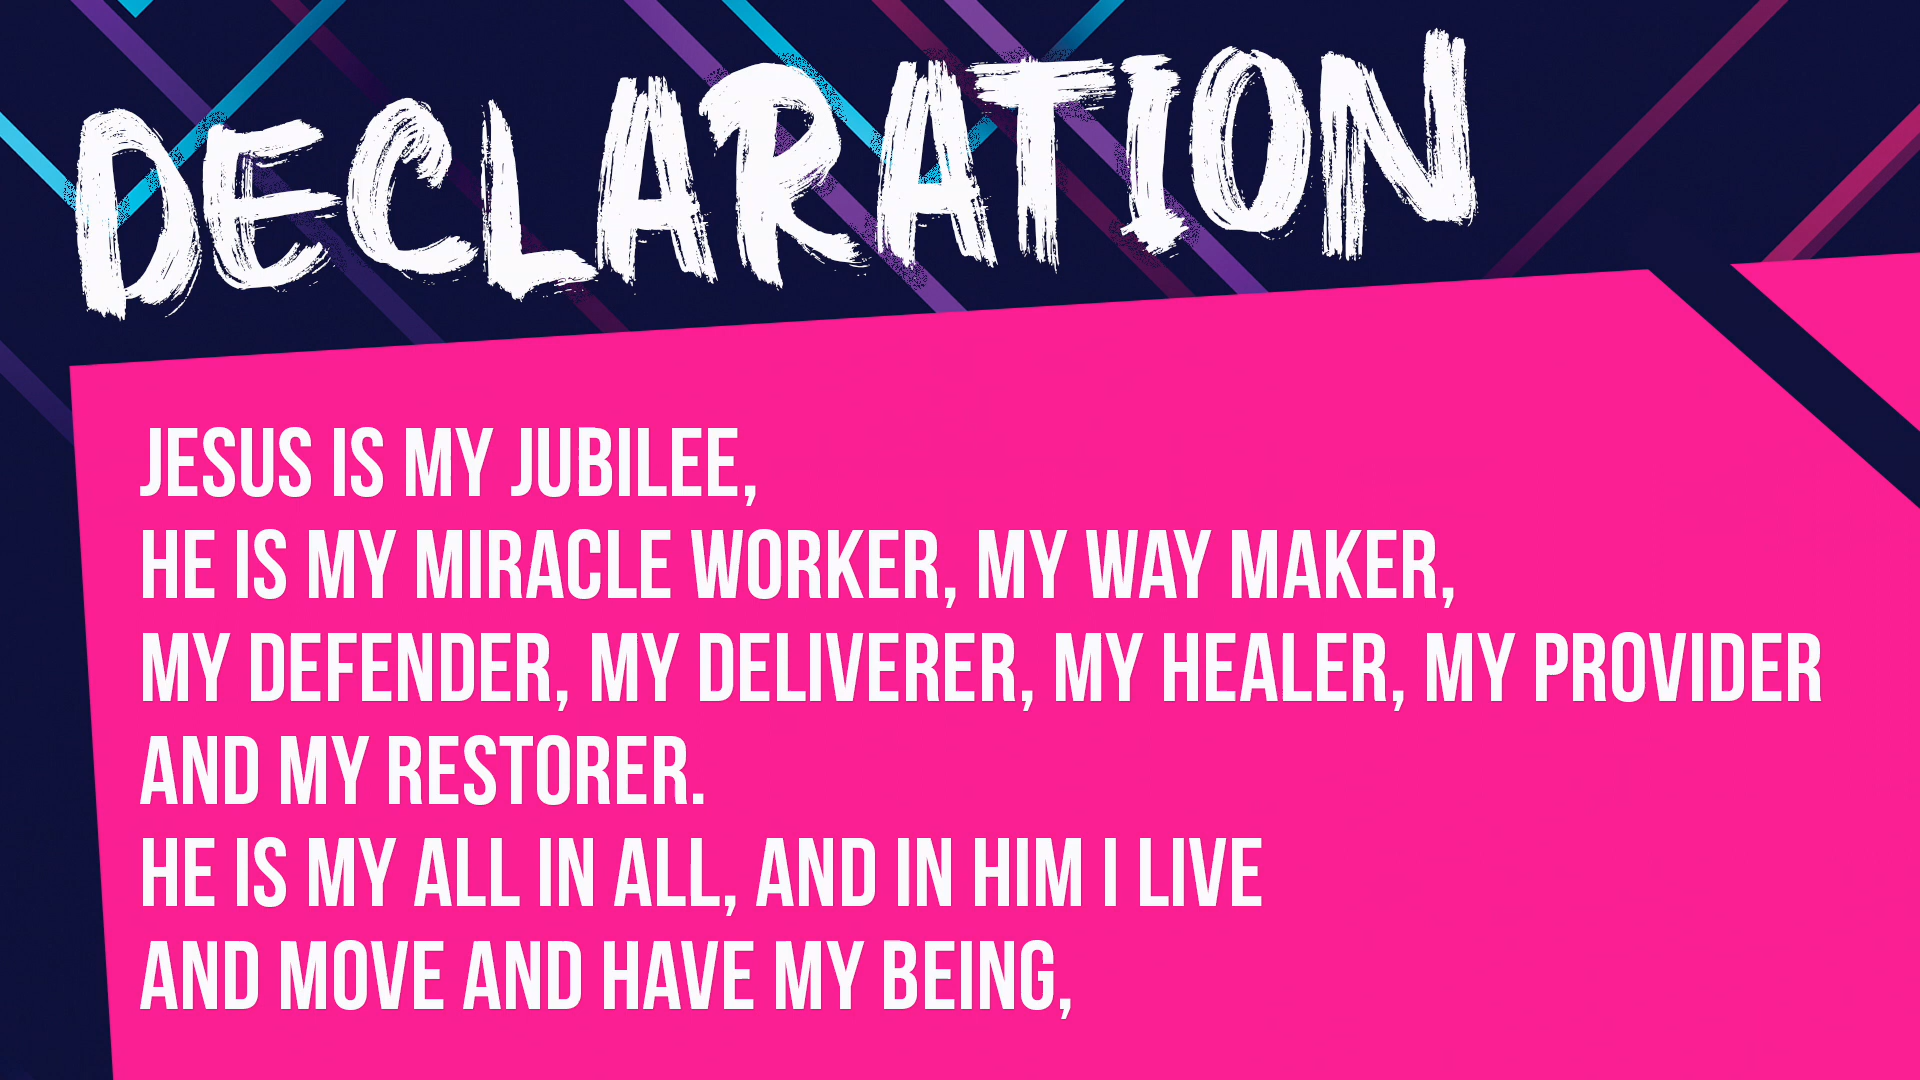 DECLARATION
JESUS IS MY JUBILEE,
HE IS MY MIRACLE WORKER, MY WAY MAKER,
MY DEFENDER, MY DELIVERER, MY HEALER, MY PROVIDER
AND MY RESTORER.
HE IS MY ALL IN ALL, AND IN HIM I LIVE
AND MOVE AND HAVE MY BEING,